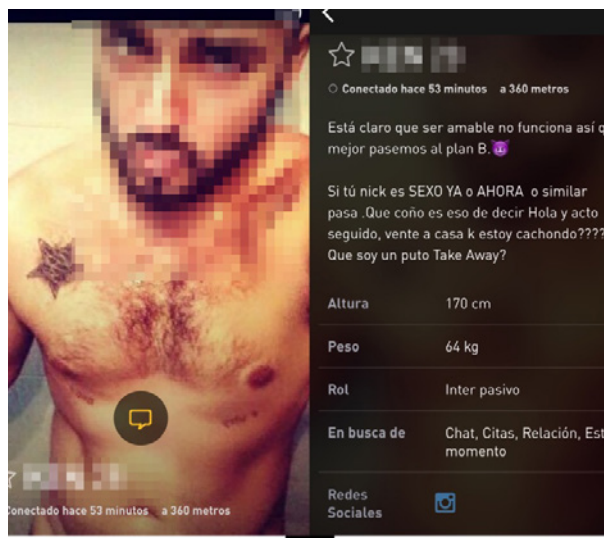 Conectado hace 53 minutos a 360 metros
Conectado hace 53 minutos a 360 metros
Está claro que ser amable no funciona así q
mejor pasemos al plan B.😈
Si tú nick es SEXO YA o AHORA o similar
pasa .Que coño es eso de decir Hola y acto
seguido, vente a casa k estoy cachondo????
Que soy un puto Take Away?
Altura 170 cm
Peso 64 kg
Rol Inter pasivo
En busca de Chat, Citas, Relación, Est
momento
Redes
Sociales